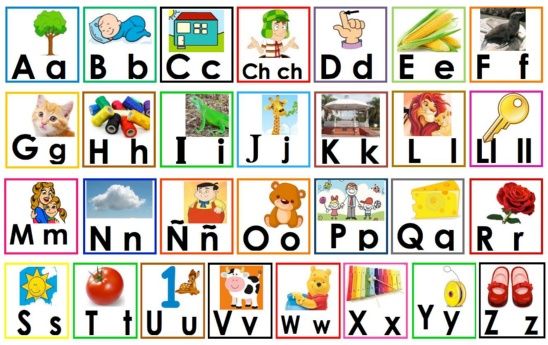 A a B b C c Ch ch D d E e F f
G g H h I i J j K k L l Ll ll
M m N n Ñ ñ O o P p Q q R r
1
S s T t U u V v W w X x Y y Z z